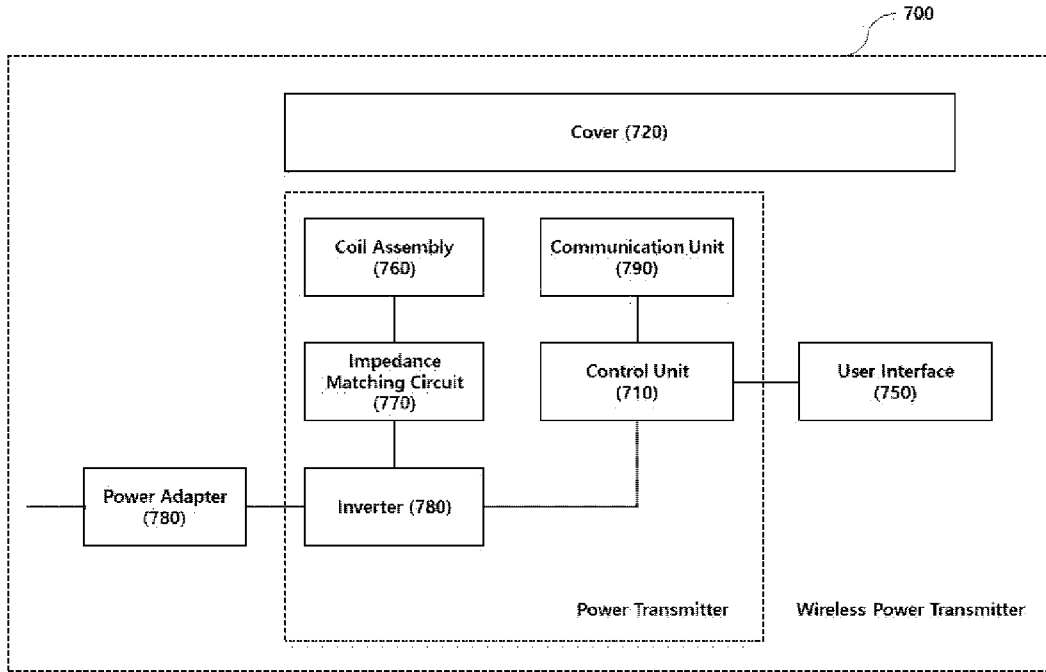 700
Cover (720)
Coil Assembly
(760)
Communication Unit
(790)
Impedance
Matching Circuit
(770)
Control Unit
(710)
User Interface
(750)
Power Adapter
(780)
Inverter (780)
Power Transmitter
Wireless Power Transmitter